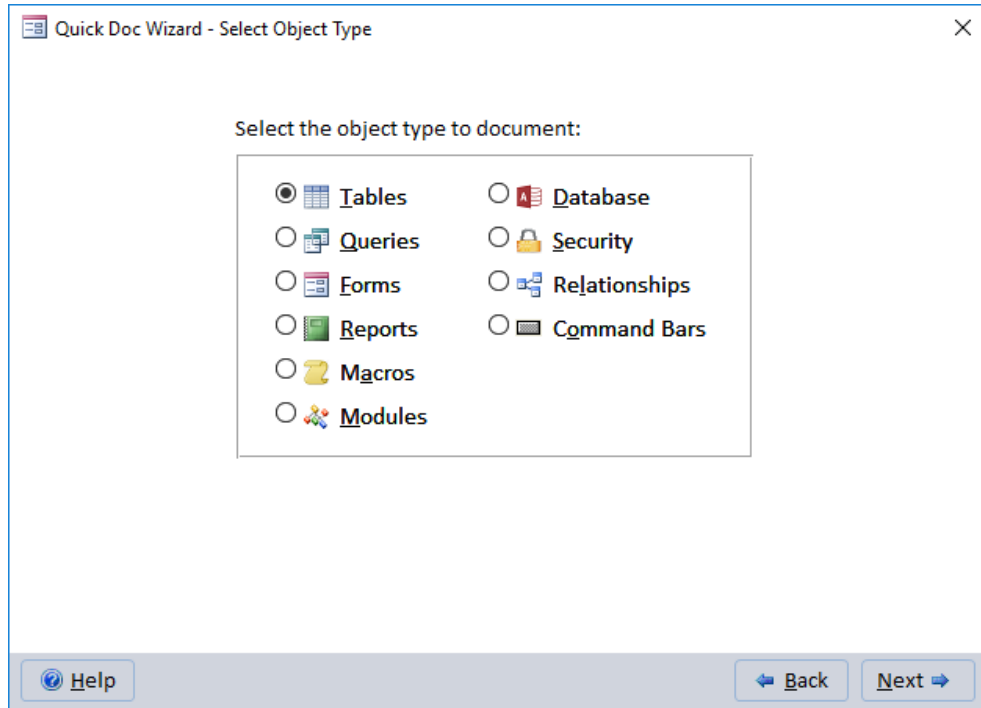 Quick Doc Wizard - Select Object Type
Select the object type to document:
Tables
Queries
Forms
Reports
Macros
Modules
Database
Security
Relationships
Command Bars
Help
Back
Next